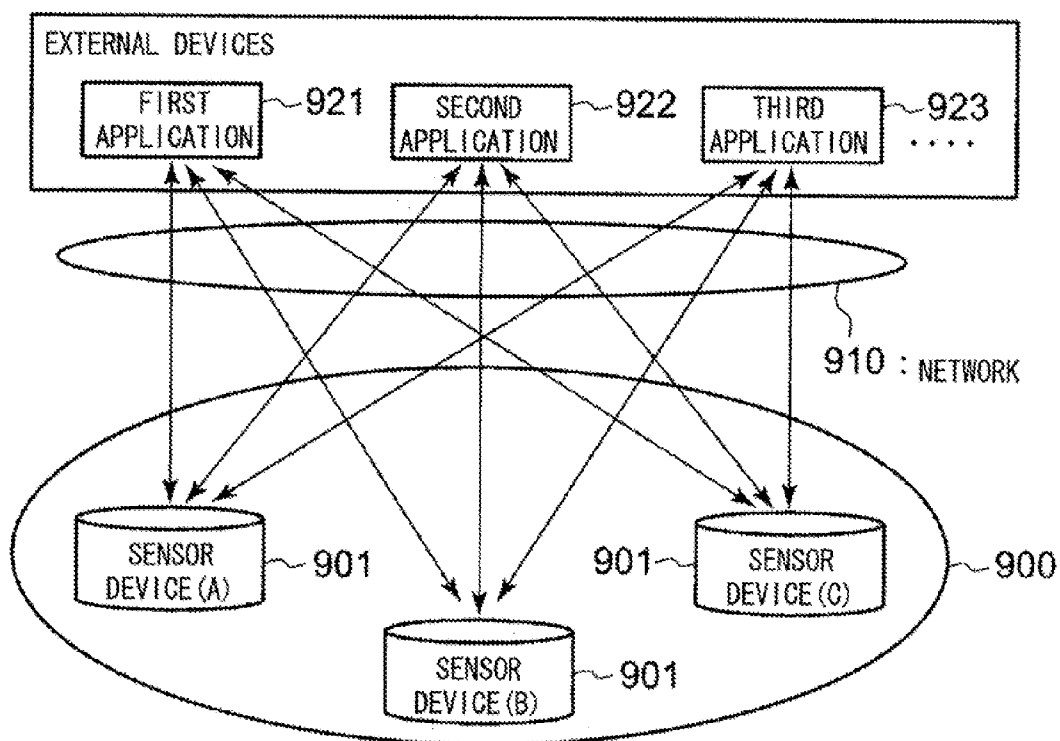 EXTERNAL DEVICES
FIRST
APPLICATION
921
SECOND
APPLICATION
922
THIRD
APPLICATION
923
....
910 : NETWORK
SENSOR
DEVICE(A)
901
901
SENSOR
DEVICE(C)
900
SENSOR
DEVICE(B)
901